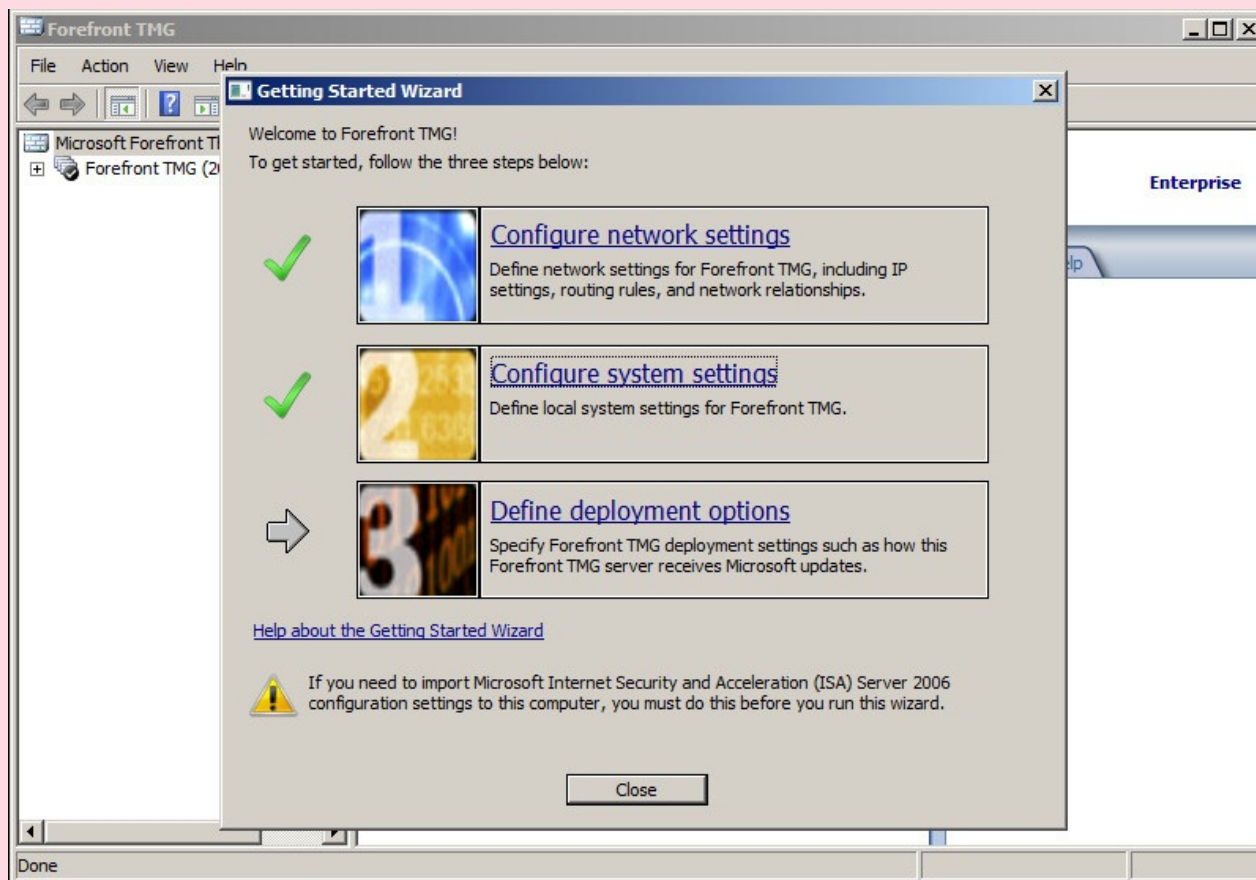 Forefront TMG
File Action View Help
Getting Started Wizard
Microsoft Forefront
Forefront TMG
Enterprise
Welcome to Forefront TMG!
To get started, follow the three steps below:
1
Configure network settings
Define network settings for Forefront TMG, including IP
settings, routing rules, and network relationships.
2
Configure system settings
Define local system settings for Forefront TMG.
3
Define deployment options
Specify Forefront TMG deployment settings such as how this
Forefront TMG server receives Microsoft updates.
Help about the Getting Started Wizard
If you need to import Microsoft Internet Security and Acceleration (ISA) Server 2006
configuration settings to this computer, you must do this before you run this wizard.
Close
Done